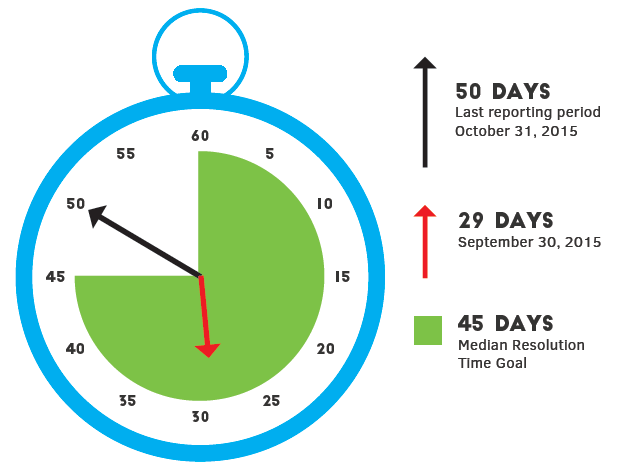 60
55
5
50
10
45
15
40
20
35
25
30
50 DAYS
Last reporting period
October 31, 2015
29 DAYS
September 30, 2015
45 DAYS
Median Resolution
Time Goal